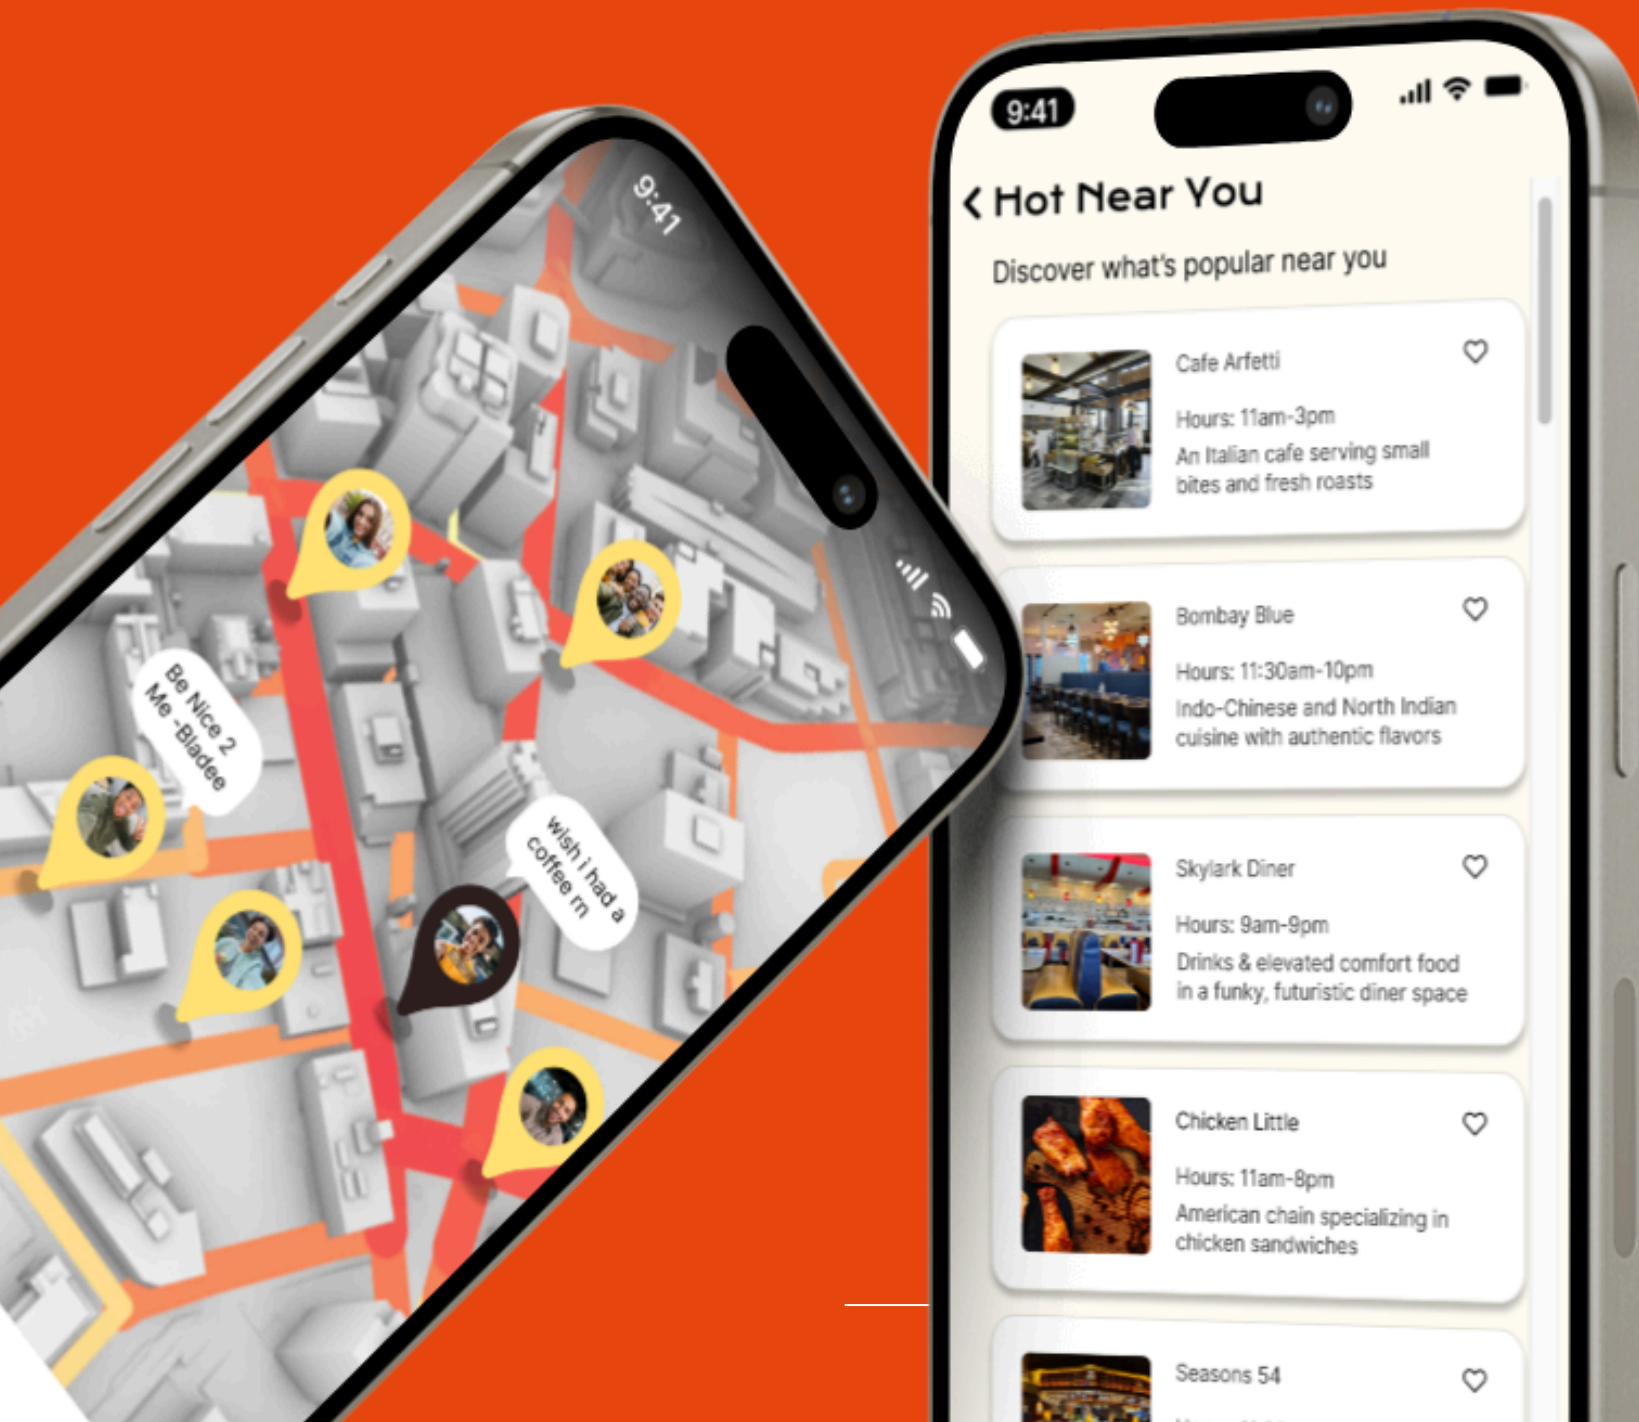 9:41
Be Nice 2
Me -Bladee
wish i had a
coffee rn
9:41
Hot Near You
Discover what's popular near you
Cafe Arfetti
Hours: 11am-3pm
An Italian cafe serving small
bites and fresh roasts
Bombay Blue
Hours: 11:30am-10pm
Indo-Chinese and North Indian
cuisine with authentic flavors
Skylark Diner
Hours: 9am-9pm
Drinks & elevated comfort food
in a funky, futuristic diner space
Chicken Little
Hours: 11am-8pm
American chain specializing in
chicken sandwiches
Seasons 54